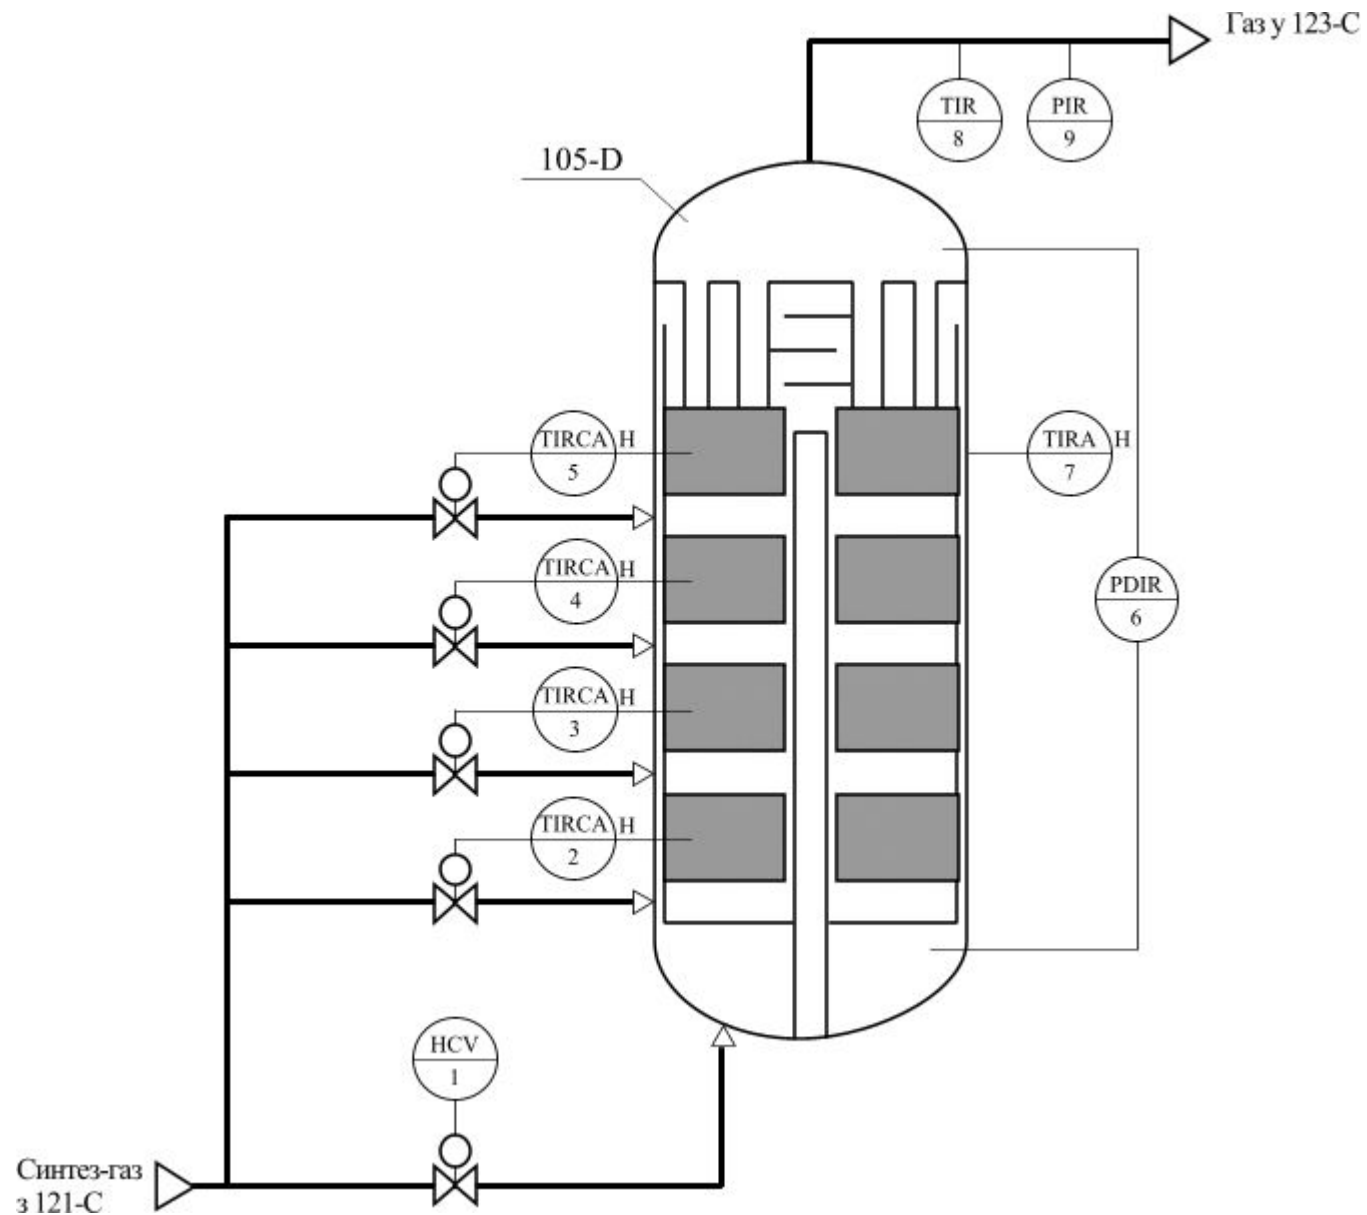 Газ у 123-С
TIR
8
PIR
9
105-D
TIRCA H
5
TIRA H
7
TIRCA H
4
PDIR
6
TIRCA H
3
TIRCA H
2
HCV
1
Синтез-газ
з 121-С